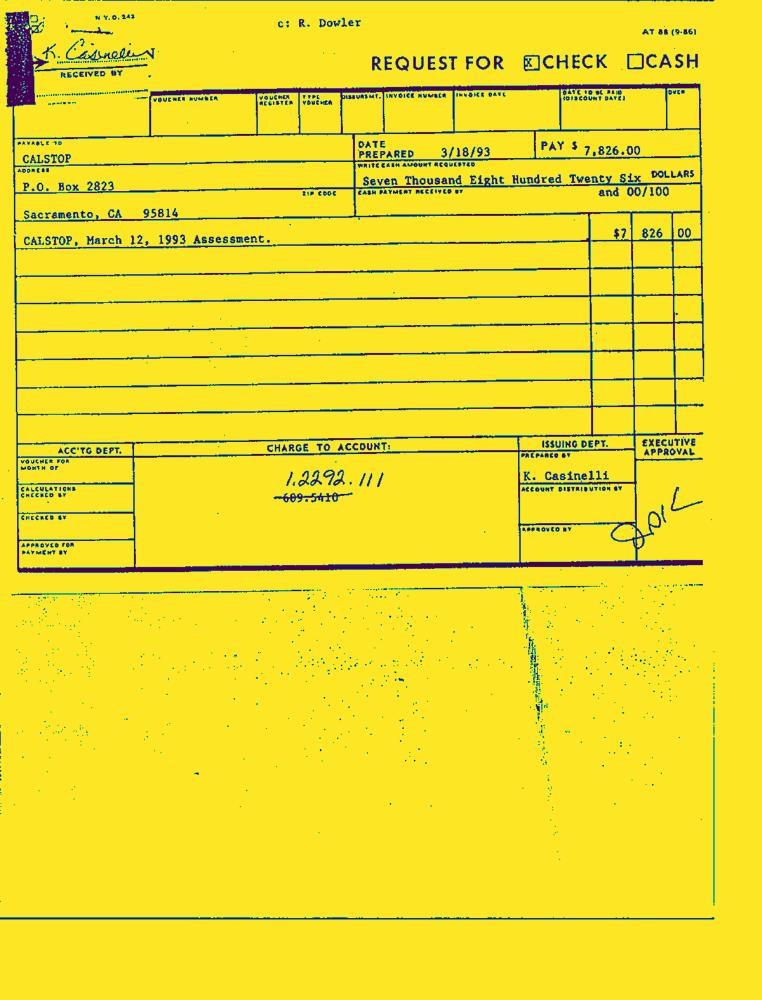 N.Y.O. 243
c: R. Dowler
AT 88 (9-86)
K. Casinelli
RECEIVED BY
REQUEST FOR ☒ CHECK ☐ CASH
VOUCHER NUMBER
VOUCHER REGISTER
TYPE VOUCHER
DISBURSMT.
INVOICE NUMBER
INVOICE DATE
DATE TO BE PAID (DISCOUNT DATE)
OVER
PAYABLE TO
CALSTOP
DATE PREPARED 3/18/93
PAY $ 7,826.00
ADDRESS
P.O. Box 2823
ZIP CODE
Sacramento, CA 95814
WRITE CASH AMOUNT REQUESTED
Seven Thousand Eight Hundred Twenty Six DOLLARS
and 00/100
CASH PAYMENT RECEIVED BY
CALSTOP, March 12, 1993 Assessment. $7 826 00
ACC'TG DEPT.
CHARGE TO ACCOUNT:
ISSUING DEPT.
EXECUTIVE APPROVAL
VOUCHER FOR MONTH OF
CALCULATIONS CHECKED BY
CHECKED BY
APPROVED FOR PAYMENT BY
1.2292.111
609.5410
PREPARED BY
K. Casinelli
ACCOUNT DISTRIBUTION BY
APPROVED BY